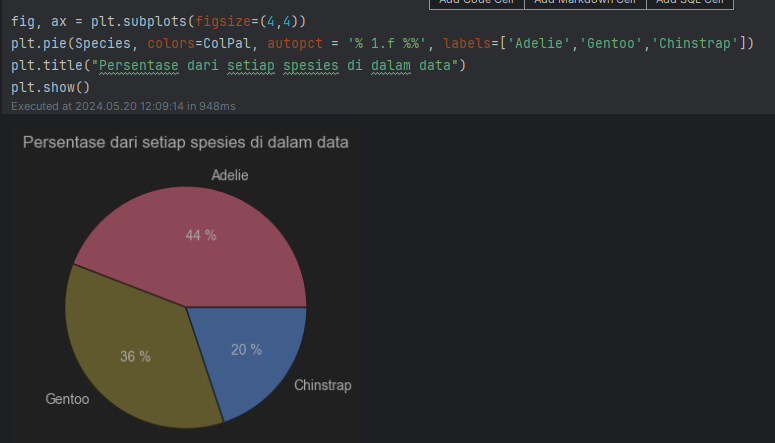 Add Code Cell Add Markdown Cell Add SQL Cell
fig, ax = plt.subplots(figsize=(4,4))
plt.pie(Species, colors=ColPal, autopct = '% 1.f %%', labels=['Adelie','Gentoo','Chinstrap'])
plt.title("Persentase dari setiap spesies di dalam data")
plt.show()
Executed at 2024.05.20 12:09:14 in 948ms
Persentase dari setiap spesies di dalam data
Adelie
44 %
20 %
36 %
Chinstrap
Gentoo